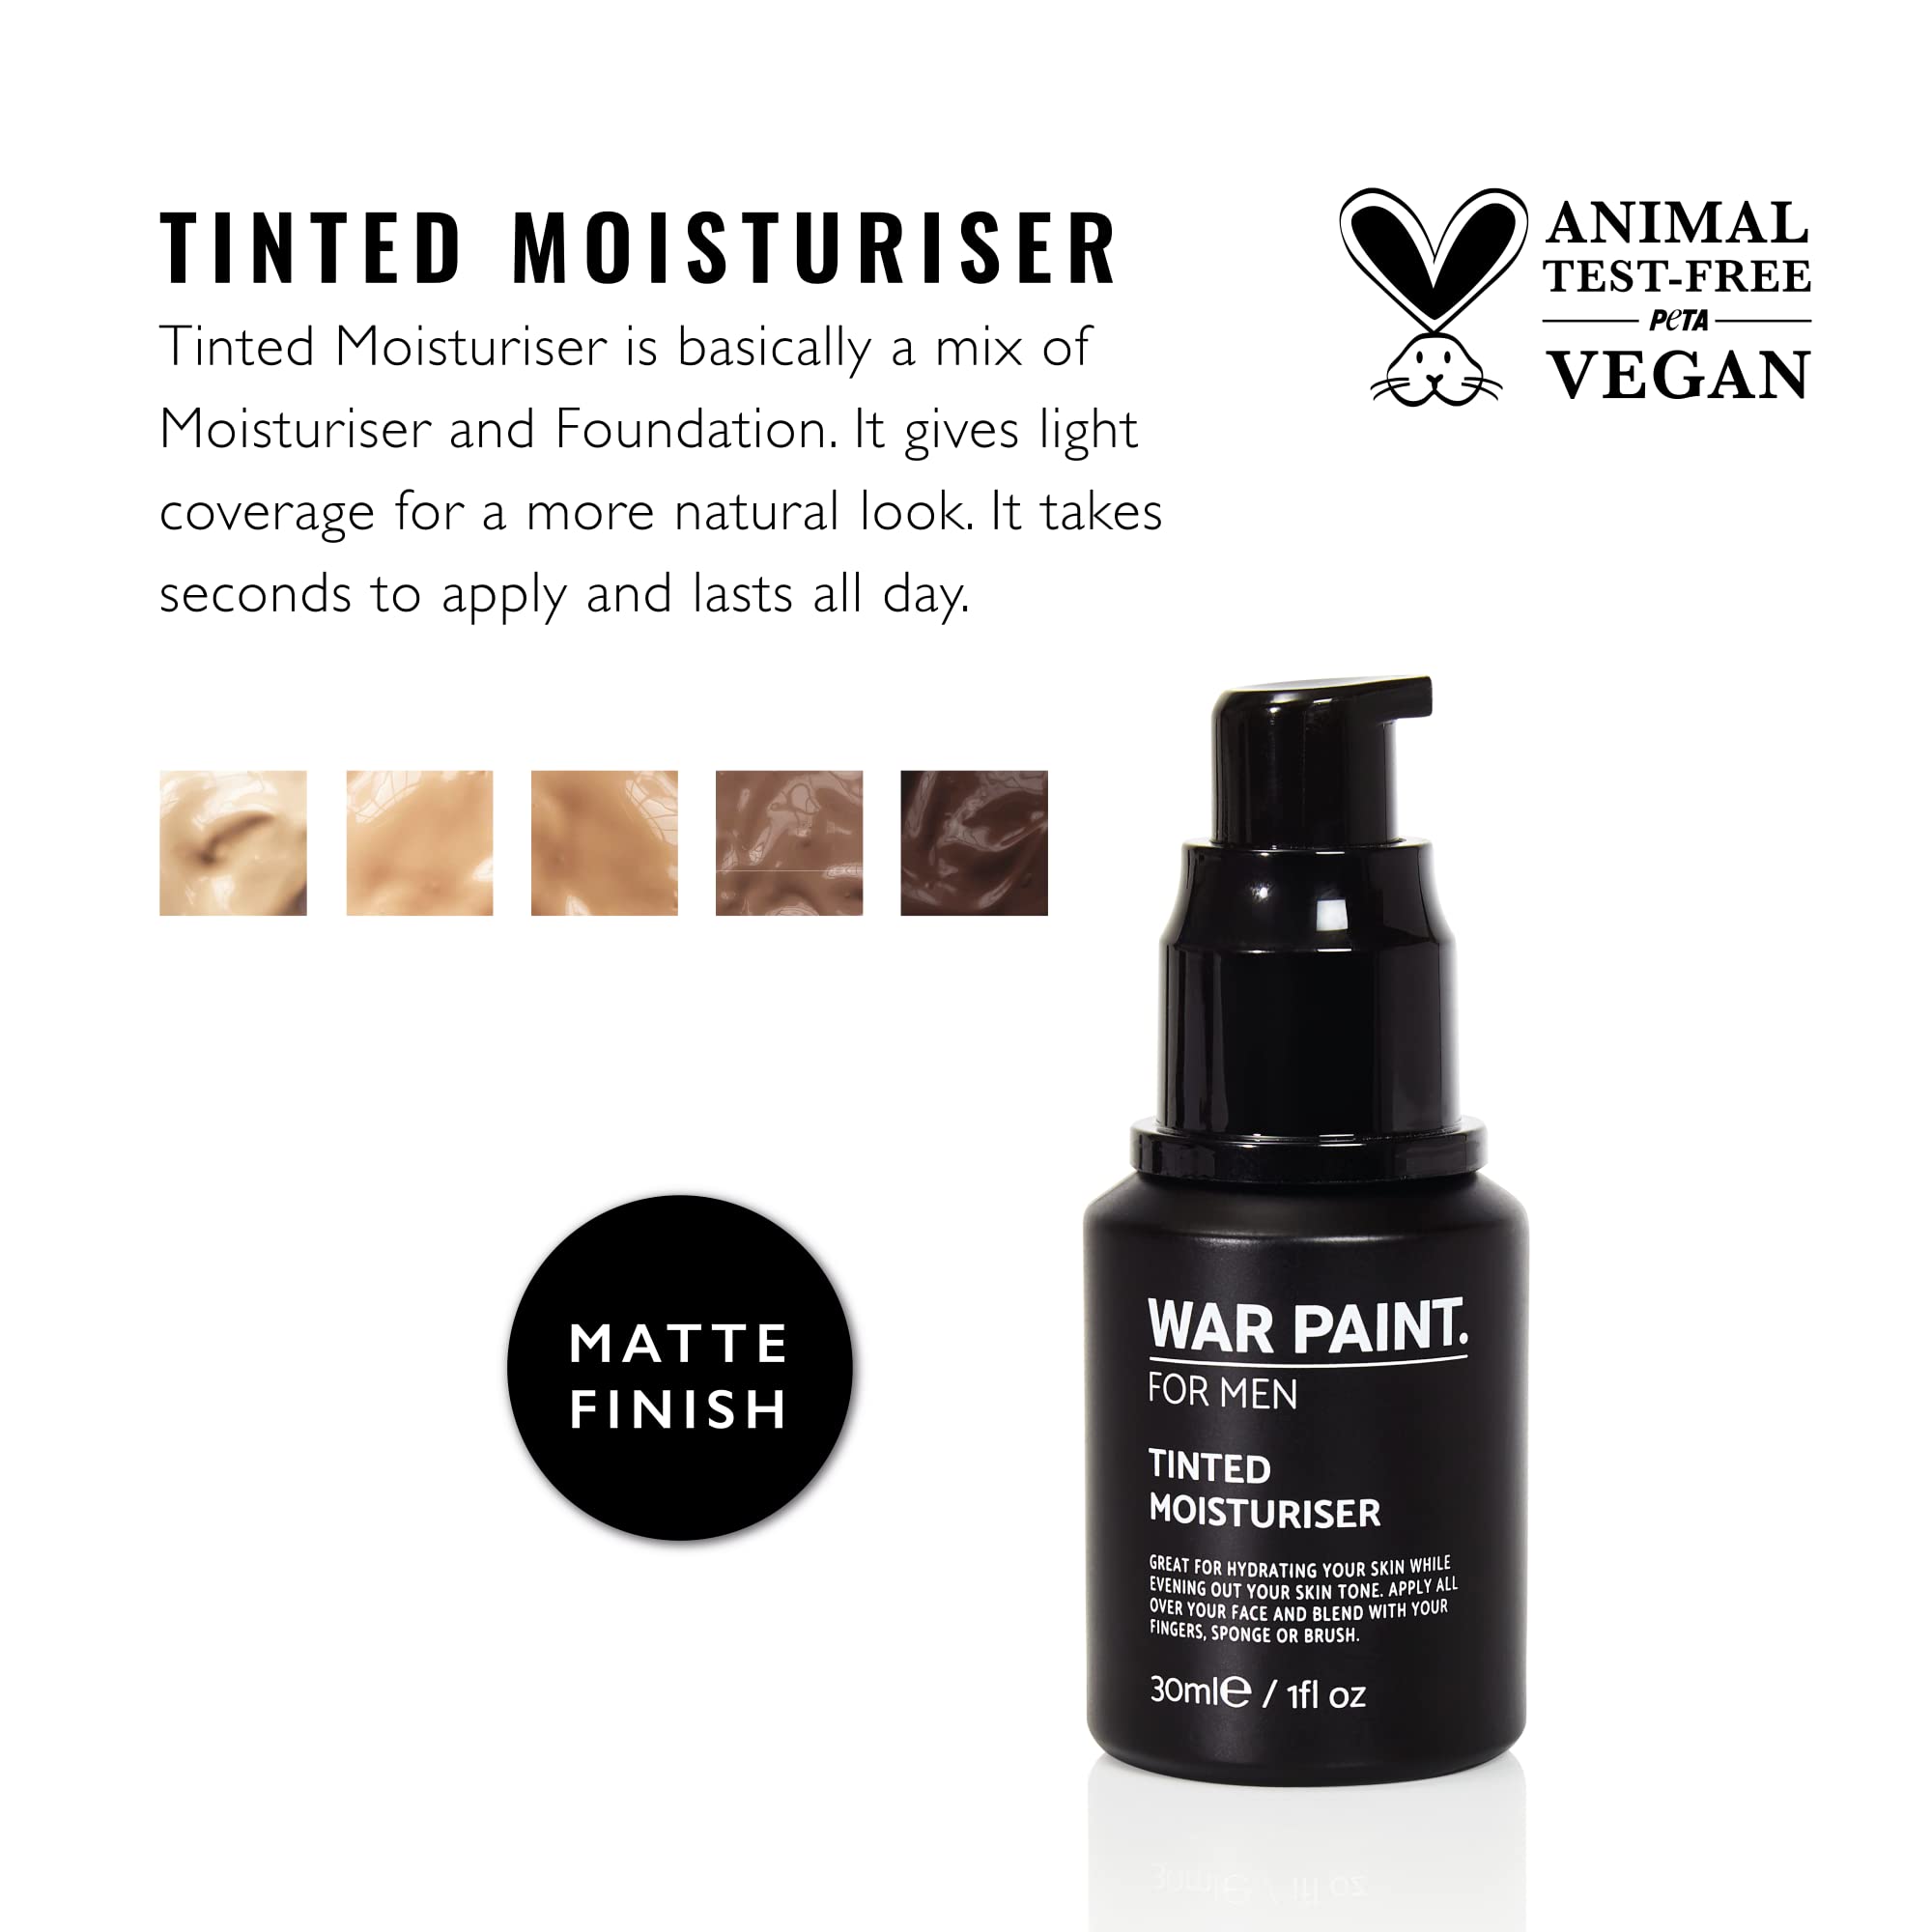 TINTED MOISTURISER
Tinted Moisturiser is basically a mix of
Moisturiser and Foundation. It gives light
coverage for a more natural look. It takes
seconds to apply and lasts all day.
ANIMAL
TEST-FREE
PETA
VEGAN
MATTE
FINISH
WAR PAINT.
FOR MEN
TINTED
MOISTURISER
GREAT FOR HYDRATING YOUR SKIN WHILE
EVENING OUT YOUR SKIN TONE. APPLY ALL
OVER YOUR FACE AND BLEND WITH YOUR
FINGERS, SPONGE OR BRUSH.
30ml℮ / 1fl oz